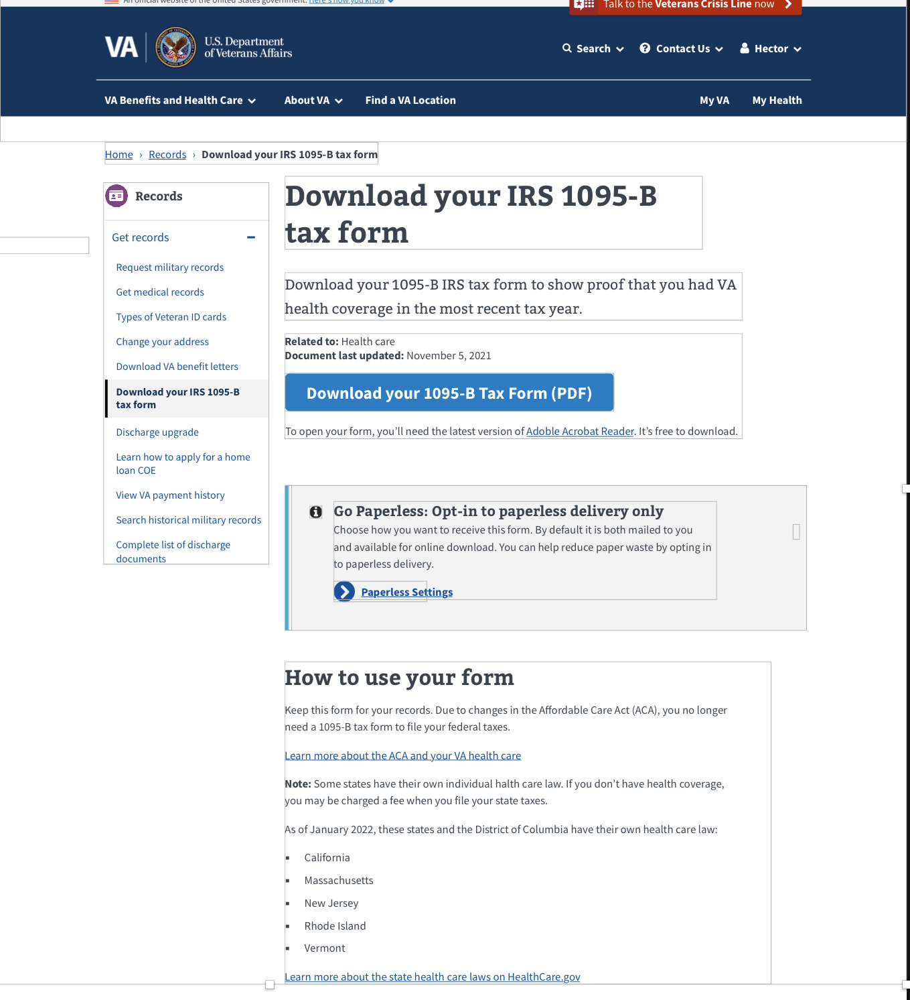 An official website of the United States government. Here's how you know
Talk to the Veterans Crisis Line now
VA
U.S. Department
of Veterans Affairs
Search
Contact Us
Hector
VA Benefits and Health Care
About VA
Find a VA Location
My VA
My Health
Home › Records › Download your IRS 1095-B tax form
Records
Get records
Request military records
Get medical records
Types of Veteran ID cards
Change your address
Download VA benefit letters
Download your IRS 1095-B
tax form
Discharge upgrade
Learn how to apply for a home
loan COE
View VA payment history
Search historical military records
Complete list of discharge
documents
Download your IRS 1095-B
tax form
Download your 1095-B IRS tax form to show proof that you had VA
health coverage in the most recent tax year.
Related to: Health care
Document last updated: November 5, 2021
Download your 1095-B Tax Form (PDF)
To open your form, you’ll need the latest version of Adoble Acrobat Reader. It’s free to download.
Go Paperless: Opt-in to paperless delivery only
Choose how you want to receive this form. By default it is both mailed to you
and available for online download. You can help reduce paper waste by opting in
to paperless delivery.
Paperless Settings
How to use your form
Keep this form for your records. Due to changes in the Affordable Care Act (ACA), you no longer
need a 1095-B tax form to file your federal taxes.
Learn more about the ACA and your VA health care
Note: Some states have their own individual halth care law. If you don’t have health coverage,
you may be charged a fee when you file your state taxes.
As of January 2022, these states and the District of Columbia have their own health care law:
▪ California
▪ Massachusetts
▪ New Jersey
▪ Rhode Island
▪ Vermont
Learn more about the state health care laws on HealthCare.gov